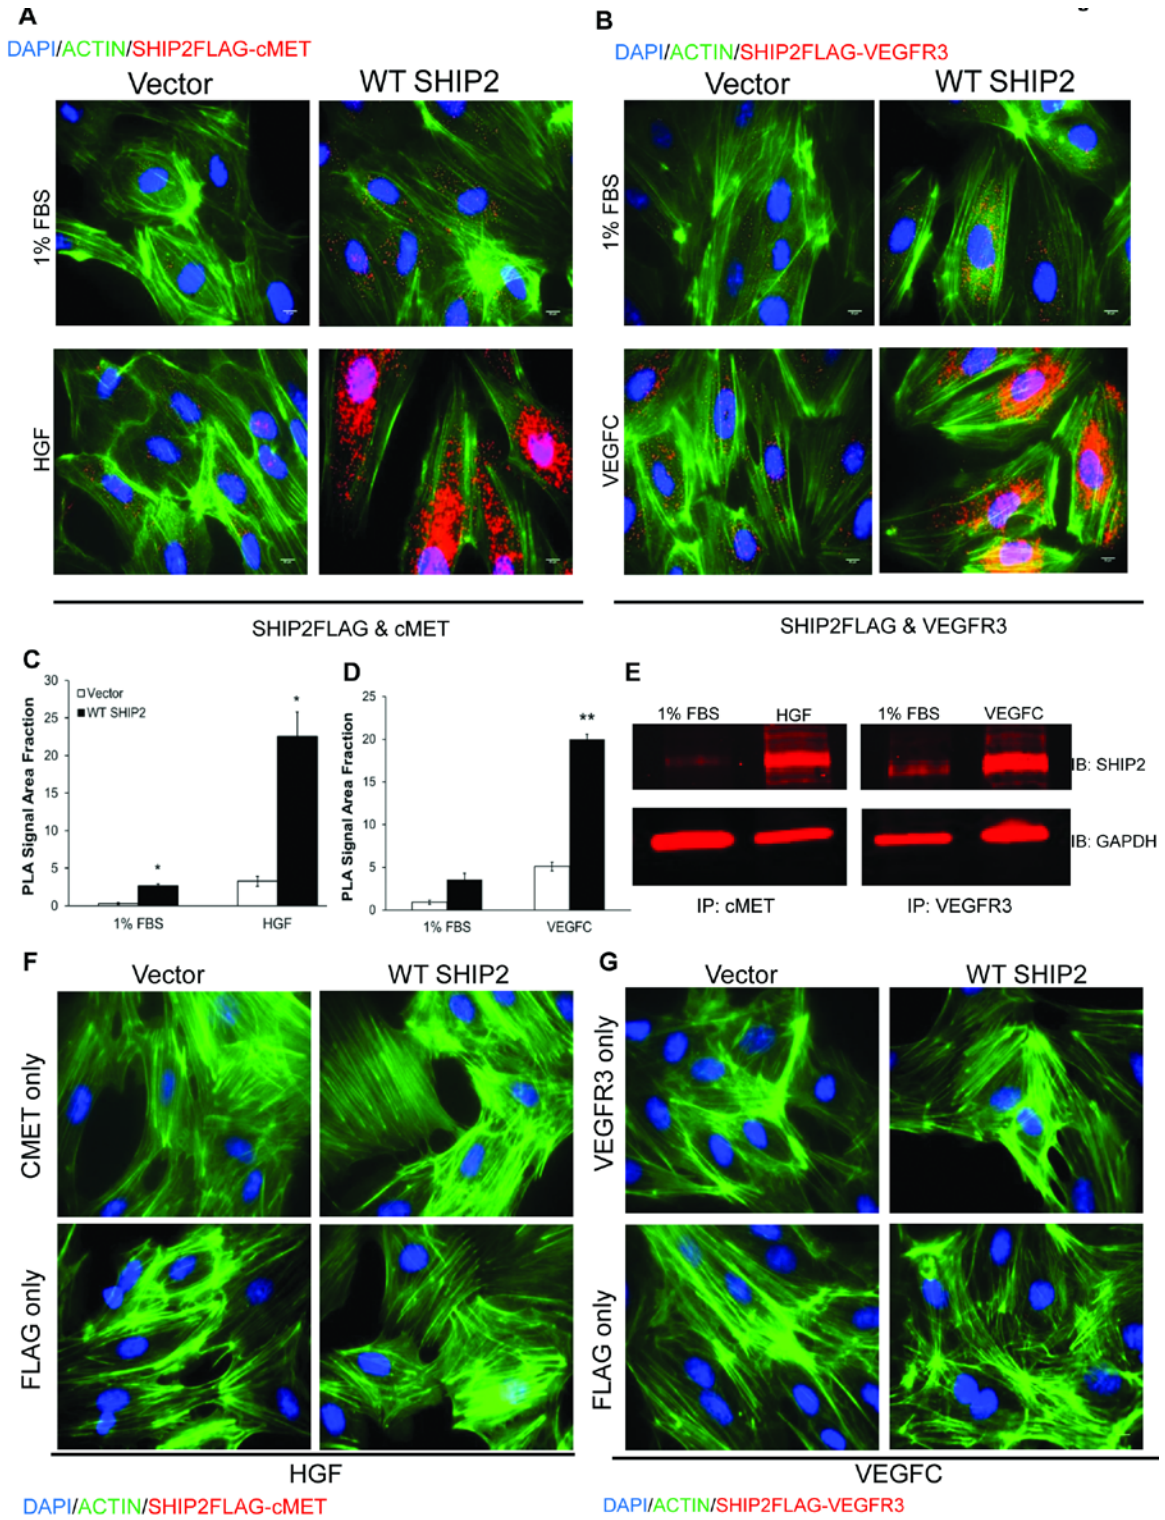 A
DAPI/ACTIN/SHIP2FLAG-cMET
Vector
WT SHIP2
1% FBS
HGF
SHIP2FLAG & cMET
B
DAPI/ACTIN/SHIP2FLAG-VEGFR3
Vector
WT SHIP2
1% FBS
VEGFC
SHIP2FLAG & VEGFR3
C
PLA Signal Area Fraction
30
25
20
15
10
5
0
Vector
WT SHIP2
*
*
1% FBS
HGF
D
PLA Signal Area Fraction
25
20
15
10
5
0
**
1% FBS
VEGFC
E
1% FBS
HGF
1% FBS
VEGFC
IB: SHIP2
IB: GAPDH
IP: cMET
IP: VEGFR3
F
Vector
WT SHIP2
CMET only
FLAG only
HGF
DAPI/ACTIN/SHIP2FLAG-cMET
G
Vector
WT SHIP2
VEGFR3 only
FLAG only
VEGFC
DAPI/ACTIN/SHIP2FLAG-VEGFR3